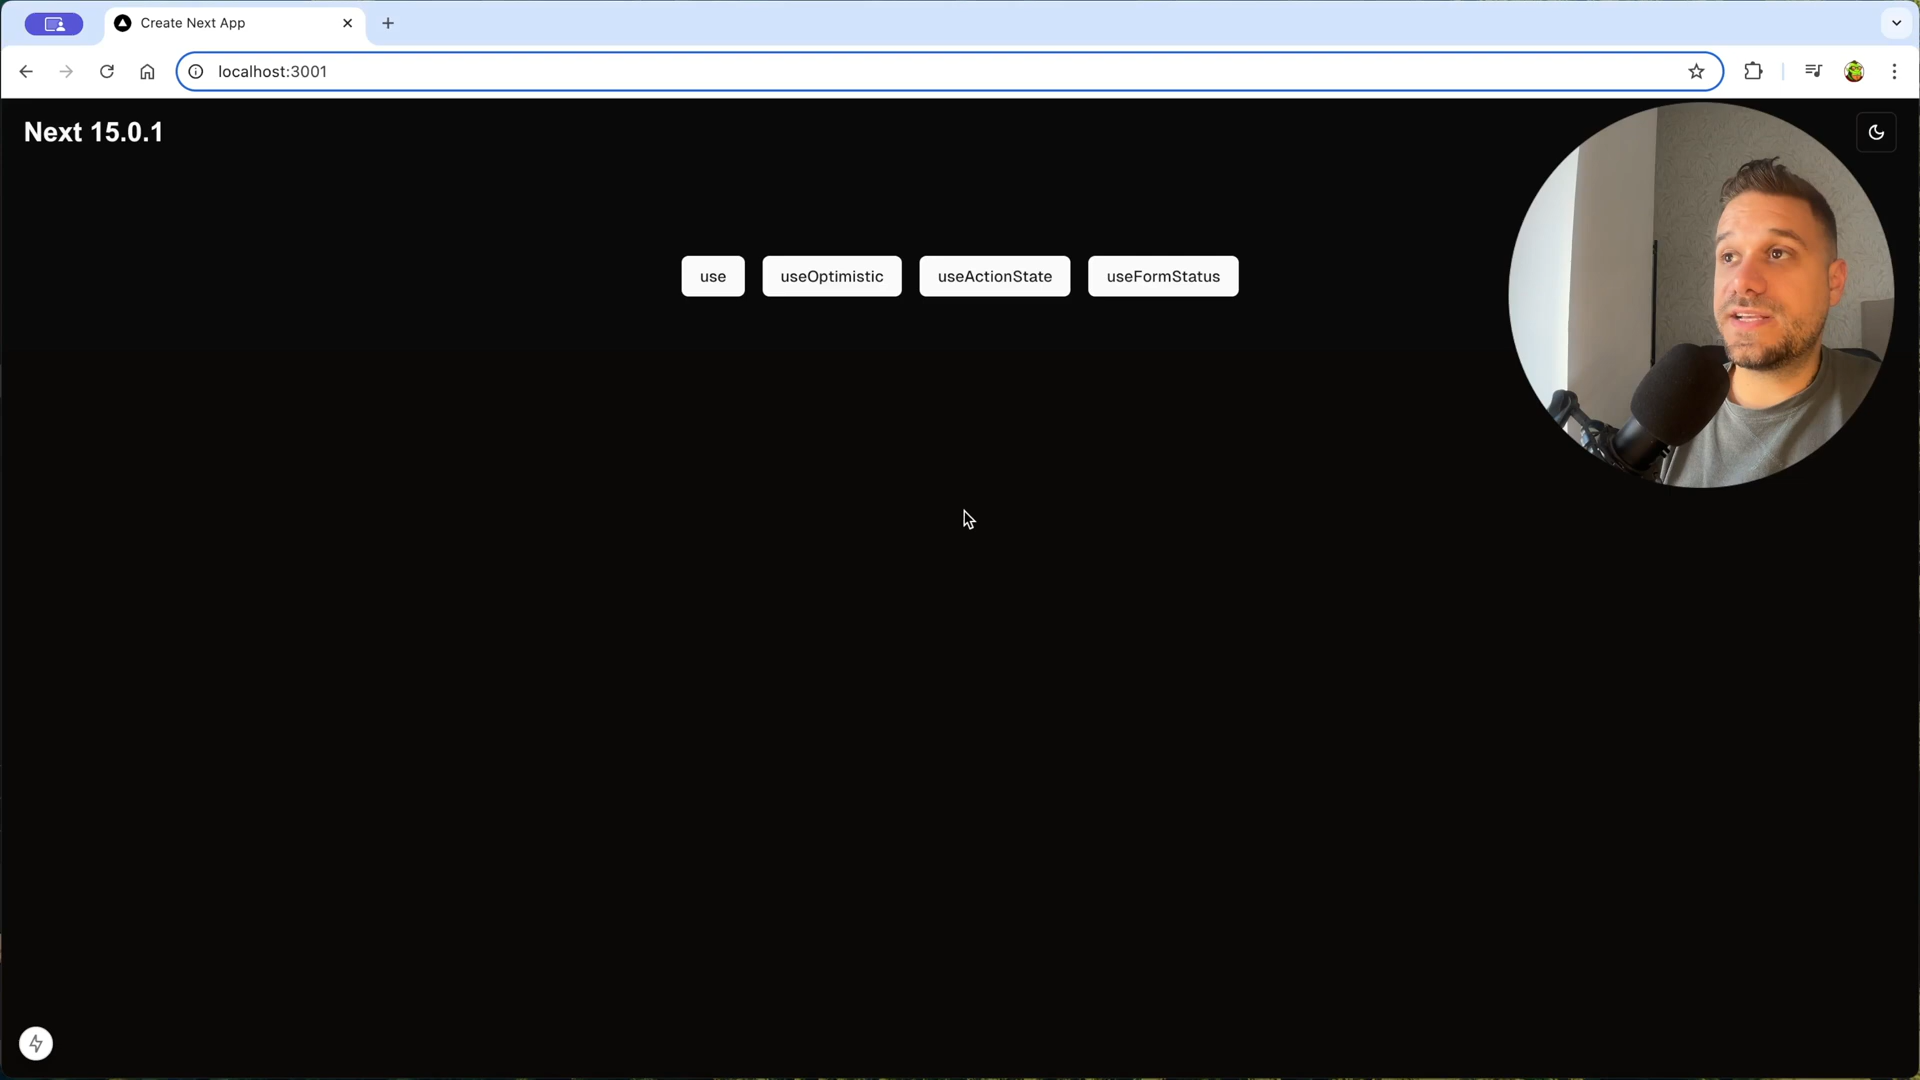 Create Next App
localhost:3001
Next 15.0.1
use useOptimistic useActionState useFormStatus